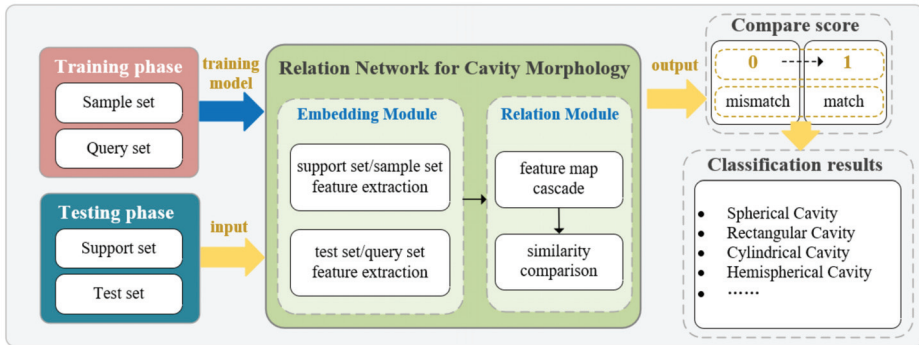 Training phase
Sample set
Query set
training
model
Testing phase
Support set
Test set
input
Relation Network for Cavity Morphology
Embedding Module
support set/sample set
feature extraction
test set/query set
feature extraction
Relation Module
feature map
cascade
similarity
comparison
output
Compare score
0 1
mismatch match
Classification results
• Spherical Cavity
• Rectangular Cavity
• Cylindrical Cavity
• Hemispherical Cavity
• ……